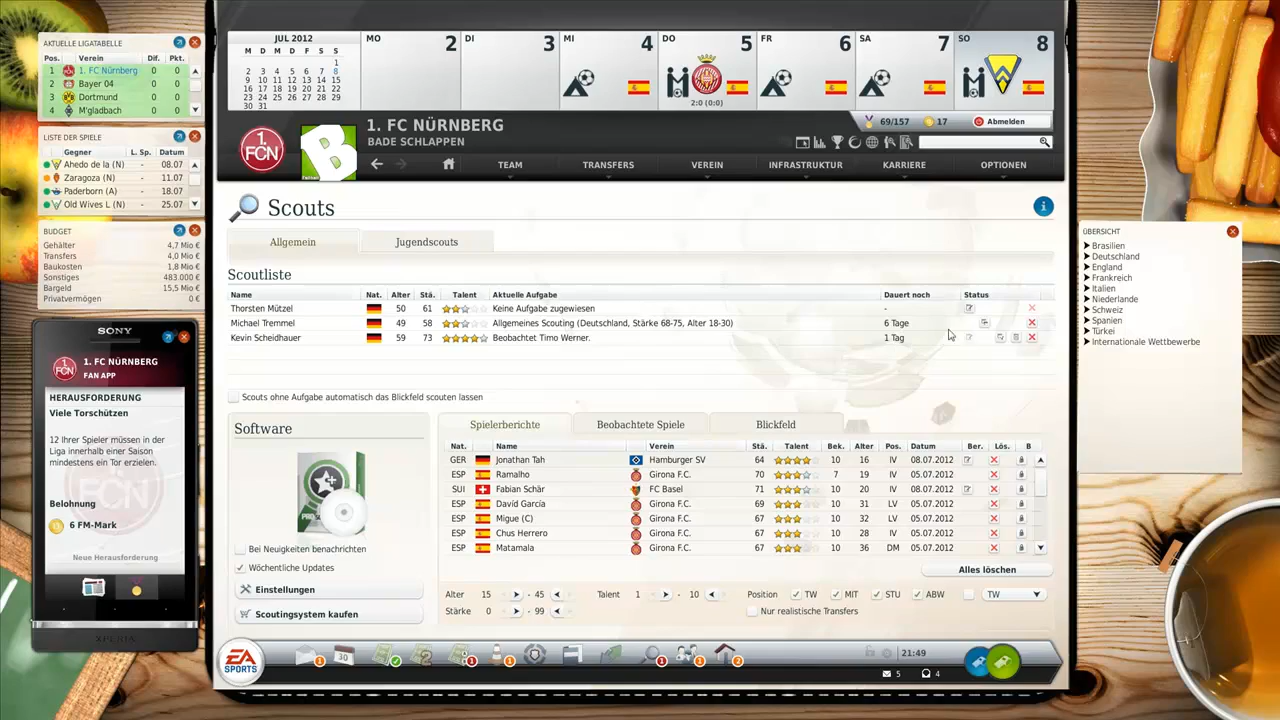 AKTUELLE LIGATABELLE
Pos. Verein Dif. Pkt.
1 1. FC Nürnberg 0 0
2 Bayer 04 0 0
3 Dortmund 0 0
4 M'gladbach 0 0
LISTE DER SPIELE
Gegner L. Sp. Datum
Ahedo de la (N) - 08.07
Zaragoza (N) - 11.07
Paderborn (A) - 18.07
Old Wives L (N) - 25.07
BUDGET
Gehälter 4,7 Mio €
Transfers 4,0 Mio €
Baukosten 1,8 Mio €
Sonstiges 483.000 €
Bargeld 15,5 Mio €
Privatvermögen 0 €
SONY
1. FC NÜRNBERG
FAN APP
HERAUSFORDERUNG
Viele Torschützen
12 Ihrer Spieler müssen in der
Liga innerhalb einer Saison
mindestens ein Tor erzielen.
Belohnung
6 FM-Mark
Neue Herausforderung
XPERIA
JUL 2012
M D M D F S S
1
2 3 4 5 6 7 8
9 10 11 12 13 14 15
16 17 18 19 20 21 22
23 24 25 26 27 28 29
30 31
MO 2 DI 3 MI 4 DO 5 FR 6 SA 7 SO 8
2:0 (0:0)
1. FC NÜRNBERG
BADE SCHLAPPEN
69/157 17 Abmelden
TEAM TRANSFERS VEREIN INFRASTRUKTUR KARRIERE OPTIONEN
Scouts
Allgemein Jugendscouts
Scoutliste
Name Nat. Alter Stä. Talent Aktuelle Aufgabe Dauert noch Status
Thorsten Mützel 50 61 Keine Aufgabe zugewiesen -
Michael Tremmel 49 58 Allgemeines Scouting (Deutschland, Stärke 68-75, Alter 18-30) 6 Tage
Kevin Scheidhauer 59 73 Beobachtet Timo Werner. 1 Tag
Scouts ohne Aufgabe automatisch das Blickfeld scouten lassen
Software
Bei Neuigkeiten benachrichten
Wöchentliche Updates
Einstellungen
Scoutingsystem kaufen
Spielerberichte Beobachtete Spiele Blickfeld
Nat. Name Verein Stä. Talent Bek. Alter Pos. Datum Ber. Lös. B
GER Jonathan Tah Hamburger SV 64 10 16 IV 08.07.2012
ESP Ramalho Girona F.C. 70 7 19 IV 05.07.2012
SUI Fabian Schär FC Basel 71 10 20 IV 08.07.2012
ESP David García Girona F.C. 69 10 31 LV 05.07.2012
ESP Migue (C) Girona F.C. 67 10 32 LV 05.07.2012
ESP Chus Herrero Girona F.C. 67 10 28 IV 05.07.2012
ESP Matamala Girona F.C. 67 10 36 DM 05.07.2012
Alles löschen
Alter 15 - 45 Talent 1 - 10 Position TW MIT STU ABW TW
Stärke 0 - 99 Nur realistische Transfers
EA SPORTS
30 1 1 1 1 1 2
21:49
5 4
ÜBERSICHT
Brasilien
Deutschland
England
Frankreich
Italien
Niederlande
Schweiz
Spanien
Türkei
Internationale Wettbewerbe